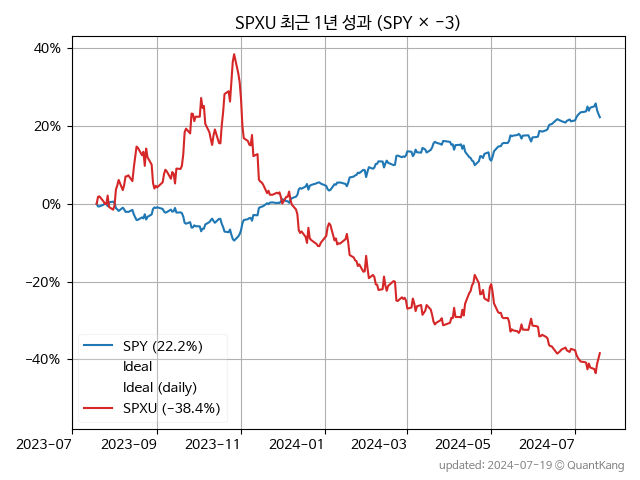 SPXU 최근 1년 성과 (SPY × −3)
40%
20%
0%
−20%
−40%
SPY (22.2%)
Ideal
Ideal (daily)
SPXU (−38.4%)
2023−07
2023−09
2023−11
2024−01
2024−03
2024−05
2024−07
updated: 2024−07−19 © QuantKang